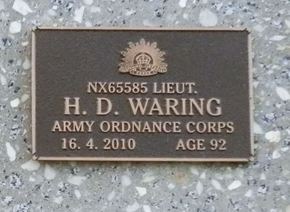 NX65585 LIEUT.
H. D. WARING
ARMY ORDNANCE CORPS
16. 4. 2010 AGE 92